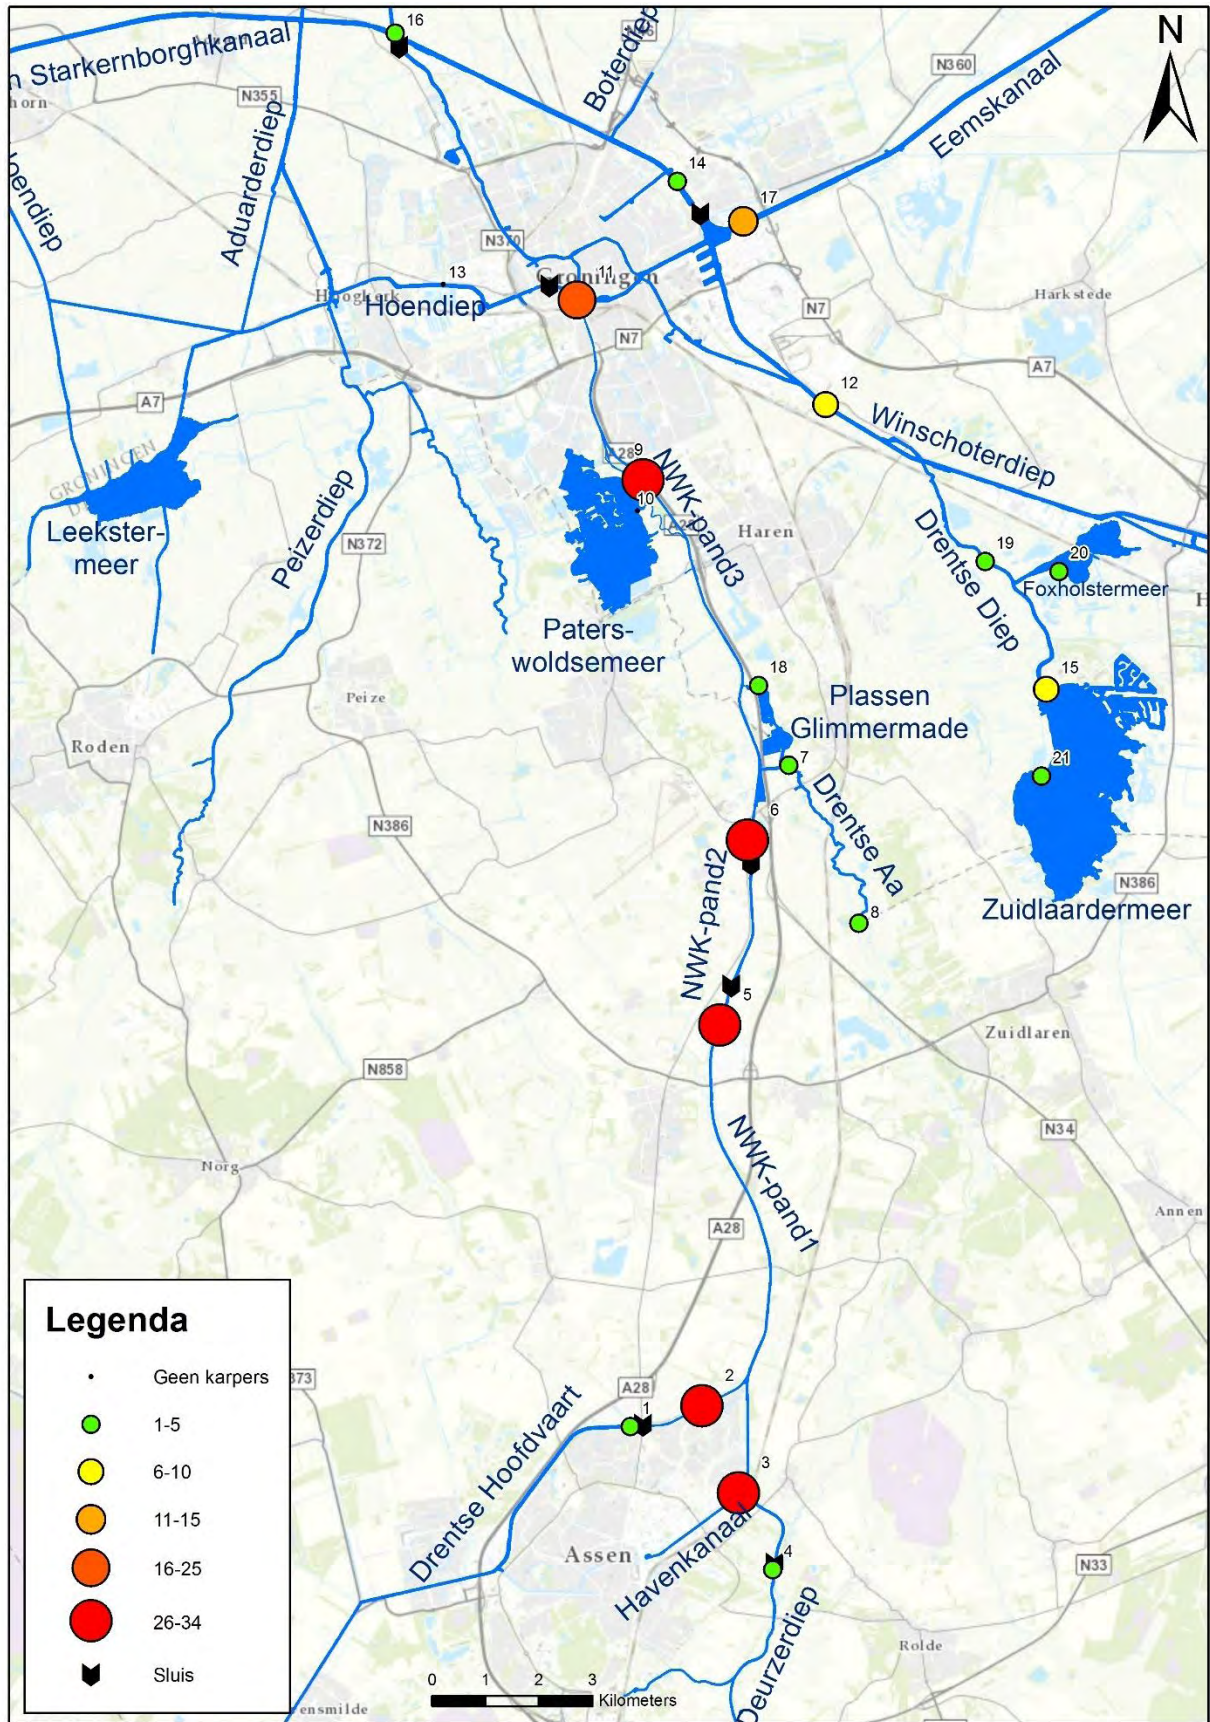 16
N
n Starkernborghkanaal
Boterdiep
N360
Eemskanaal
horn
N355
Aduarderdiep
14
17
N370
Groningen
13
11
Hoogkerk
Hoendiep
Harkstede
N7
N7
A7
A7
12
Winschoterdiep
A28
9
NWK-pand3
10
GRONINGEN
Leekster-
meer
Peizerdiep
N372
Haren
Drentse Diep
19
20
Foxholstermeer
Paters-
woldsemeer
18
15
Peize
Plassen
Glimmermade
Roden
7
21
Drentse Aa
6
N386
NWK-pand2
N386
8
Zuidlaardermeer
5
Zuidlaren
N858
NWK-pand1
N34
Norg
Annen
A28
Legenda
Geen karpers
1-5
6-10
11-15
16-25
26-34
Sluis
A28
2
1
3
Drentse Hoofdvaart
Assen
Havenkanaal
4
N33
Deurzerdiep
Rolde
0 1 2 3
Kilometers
ensmilde